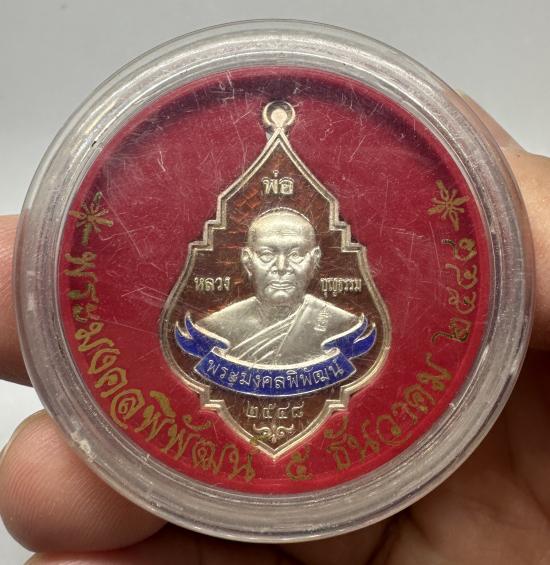 พ่อ
หลวง
บุญธรรม
พระมงคลพิพัฒน์
๒๕๔๘
พระมงคลพิพัฒน์ ๕ ธันวาคม ๒๕๔๘